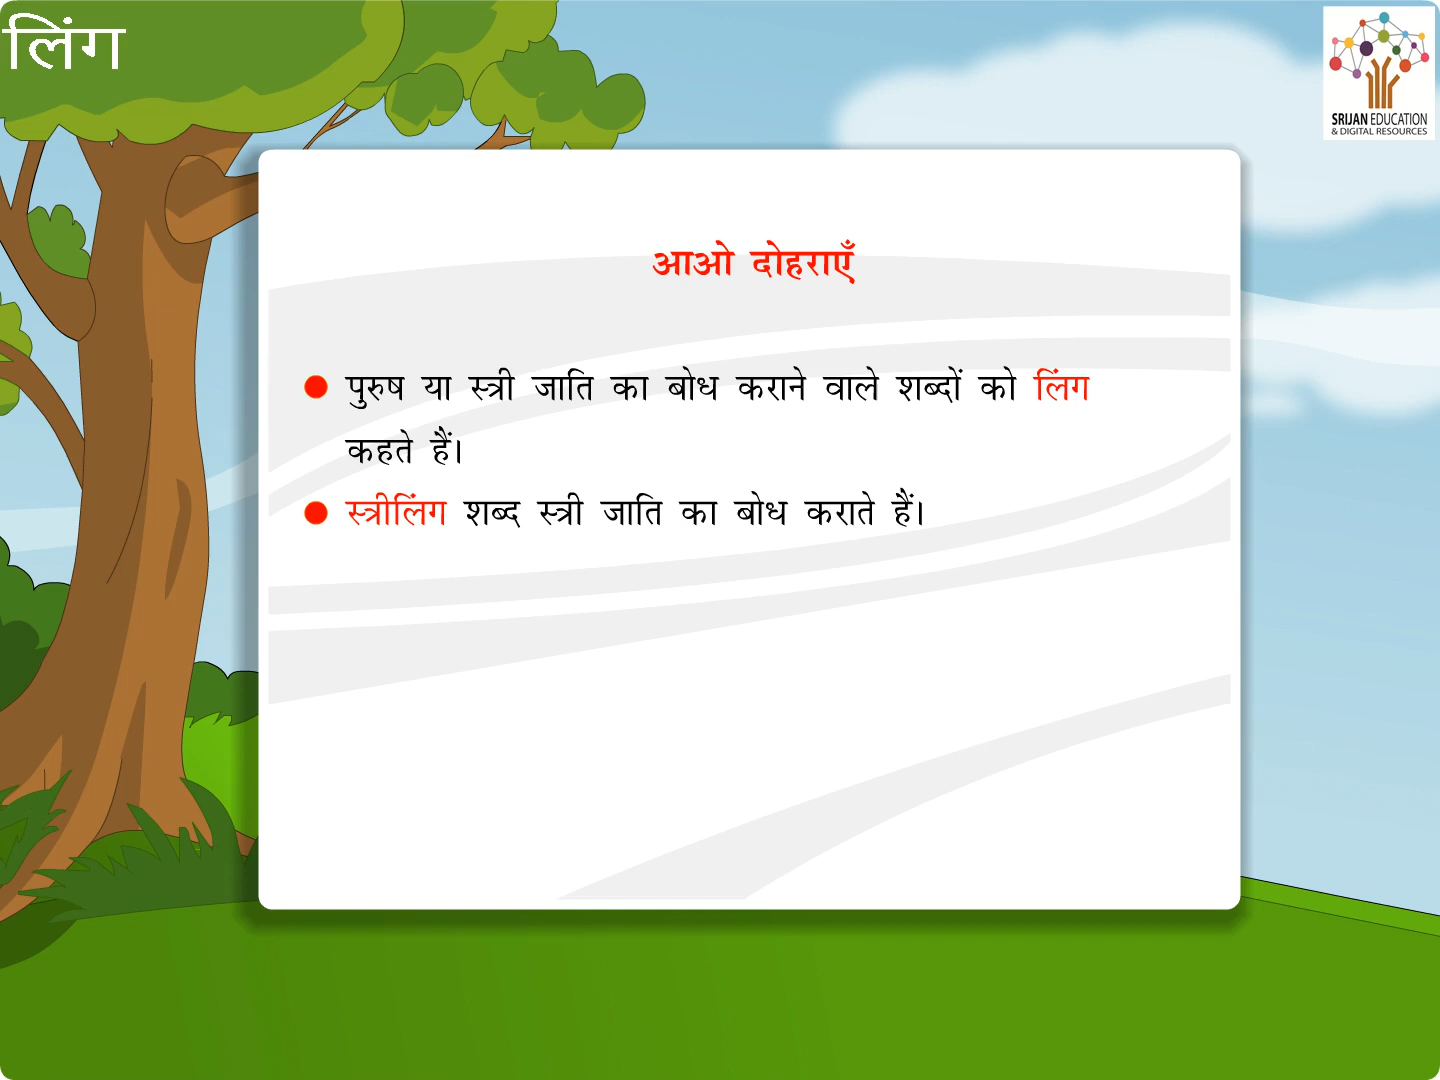 लिंग
SRIJAN EDUCATION
& DIGITAL RESOURCES
आओ दोहराएँ
पुरुष या स्त्री जाति का बोध कराने वाले शब्दों को लिंग
कहते हैं।
स्त्रीलिंग शब्द स्त्री जाति का बोध कराते हैं।